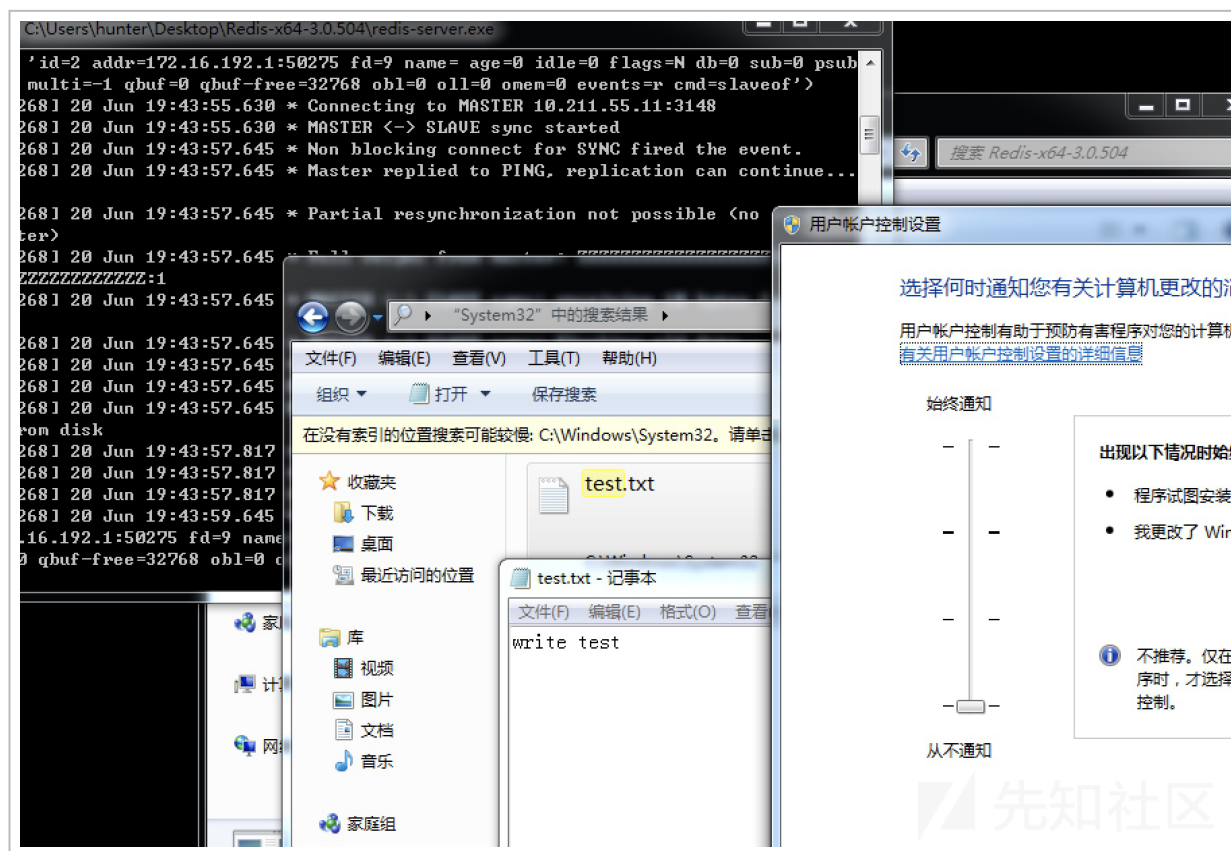 C:\Users\hunter\Desktop\Redis-x64-3.0.504\redis-server.exe
'id=2 addr=172.16.192.1:50275 fd=9 name= age=0 idle=0 flags=N db=0 sub=0 psub
multi=-1 qbuf=0 qbuf-free=32768 obl=0 oll=0 omem=0 events=r cmd=slaveof')
268] 20 Jun 19:43:55.630 * Connecting to MASTER 10.211.55.11:3148
268] 20 Jun 19:43:55.630 * MASTER <-> SLAVE sync started
268] 20 Jun 19:43:57.645 * Non blocking connect for SYNC fired the event.
268] 20 Jun 19:43:57.645 * Master replied to PING, replication can continue...
268] 20 Jun 19:43:57.645 * Partial resynchronization not possible (no
ter)
268] 20 Jun 19:43:57.645
ZZZZZZZZZZZZ:1
268] 20 Jun 19:43:57.645
268] 20 Jun 19:43:57.645
268] 20 Jun 19:43:57.645
268] 20 Jun 19:43:57.645
268] 20 Jun 19:43:57.645
rom disk
268] 20 Jun 19:43:57.817
268] 20 Jun 19:43:57.817
268] 20 Jun 19:43:57.817
268] 20 Jun 19:43:59.645
.16.192.1:50275 fd=9 name
0 qbuf-free=32768 obl=0
搜索 Redis-x64-3.0.504
“System32”中的搜索结果
文件(F) 编辑(E) 查看(V) 工具(T) 帮助(H)
组织 打开 保存搜索
在没有索引的位置搜索可能较慢: C:\Windows\System32。请单击
收藏夹
下载
桌面
最近访问的位置
库
视频
图片
文档
音乐
家庭组
test.txt
test.txt - 记事本
文件(F) 编辑(E) 格式(O) 查看
write test
用户帐户控制设置
选择何时通知您有关计算机更改的消
用户帐户控制有助于预防有害程序对您的计算机
有关用户帐户控制设置的详细信息
始终通知
出现以下情况时始终
程序试图安装
我更改了 Win
不推荐。仅在
序时，才选择
控制。
从不通知
先知社区